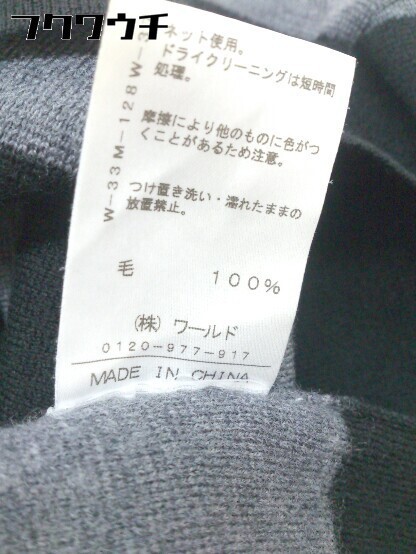 フクワウチ
ネット使用。
ドライクリーニングは短時間
処理。
摩擦により他のものに色がつ
くことがあるため注意。
つけ置き洗い・濡れたままの
放置禁止。
毛 100%
(株) ワールド
0120-977-917
MADE IN CHINA
W-33M-128W-3